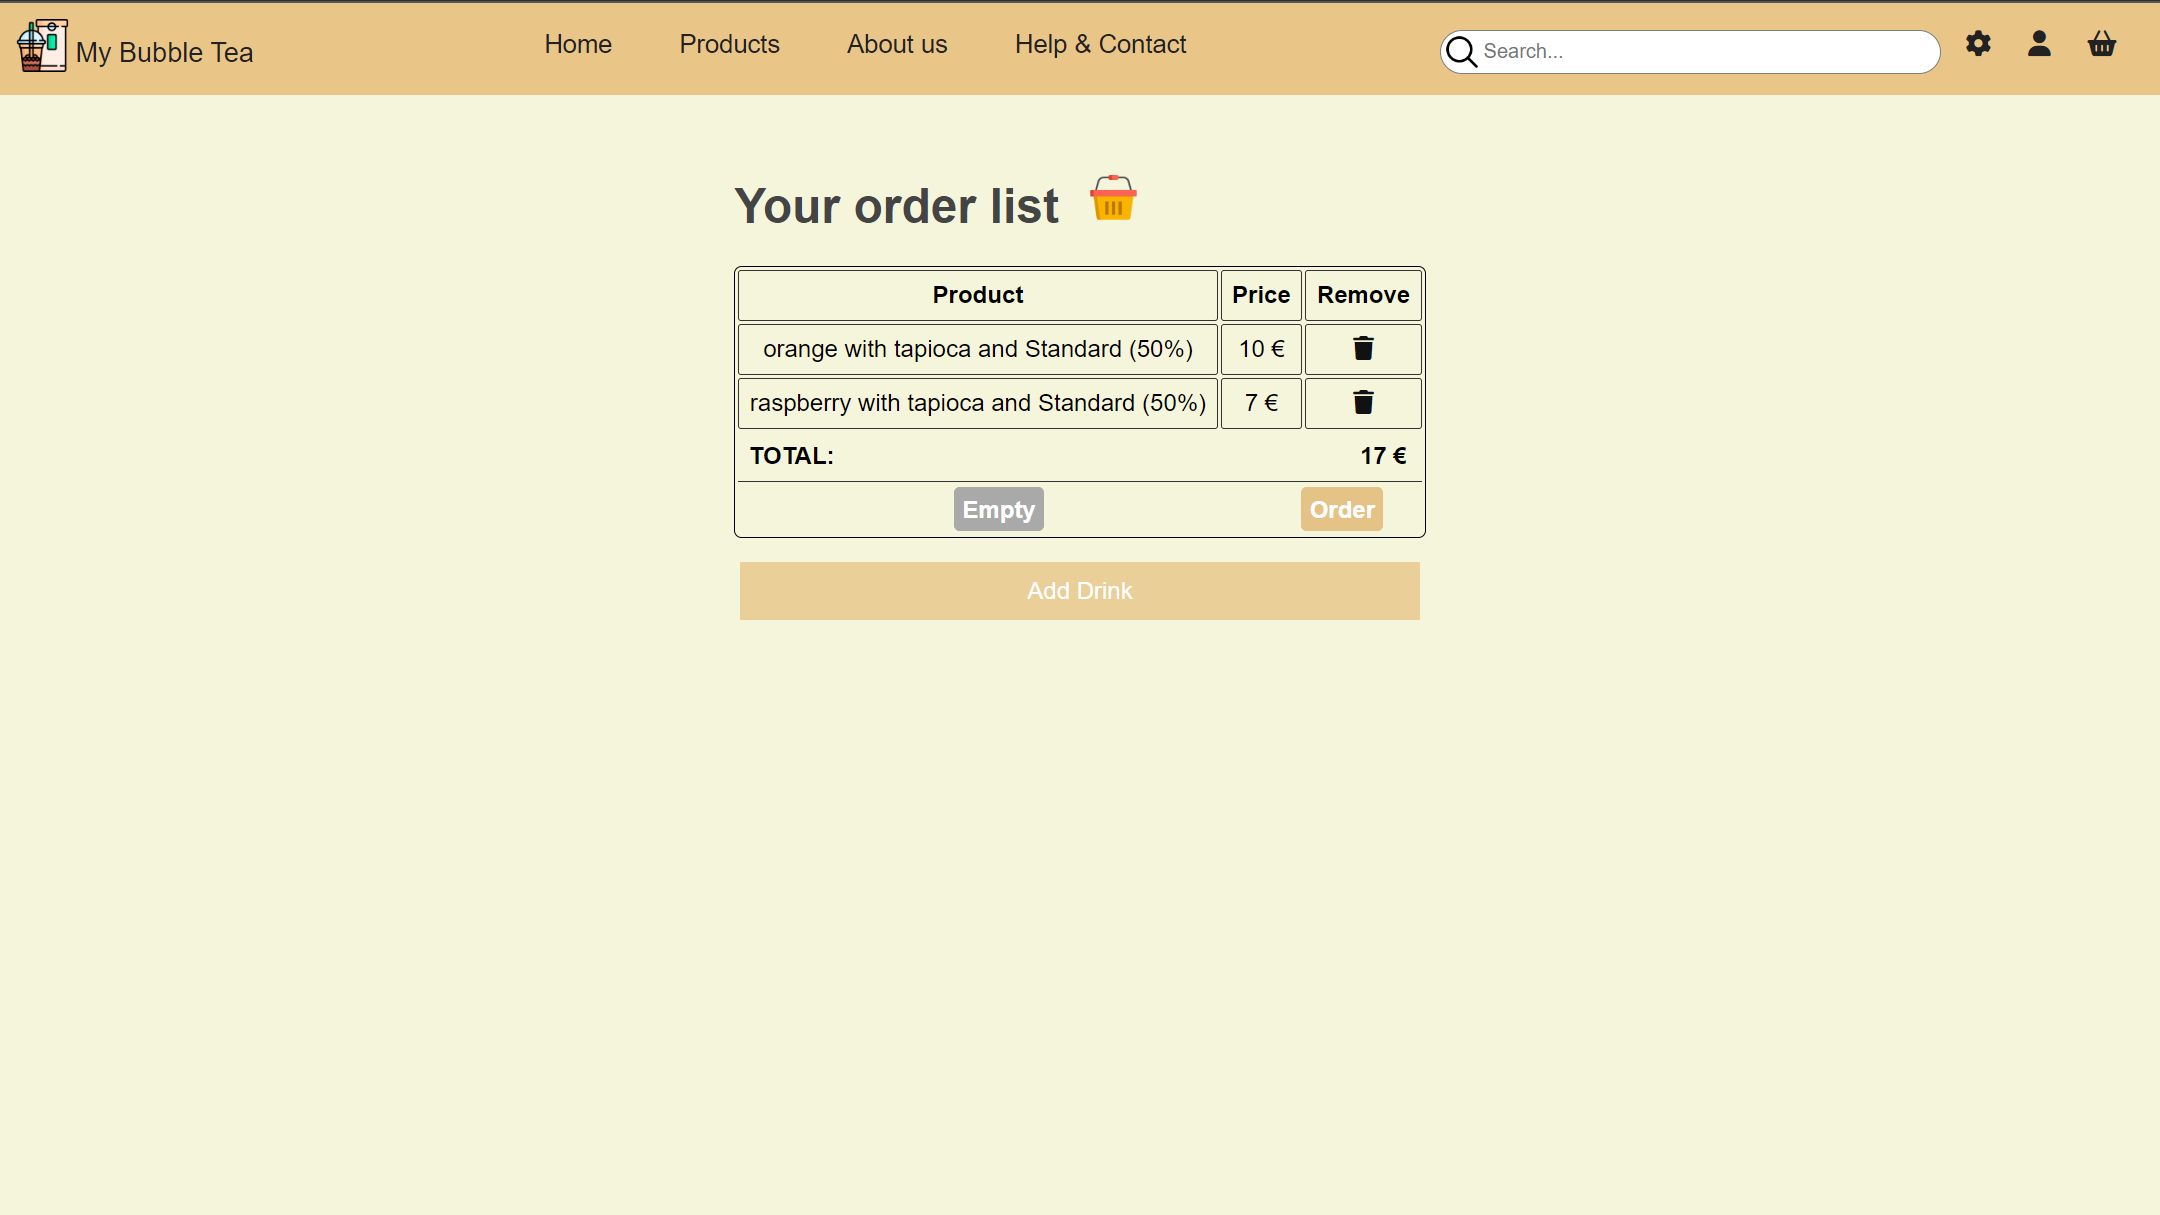 My Bubble Tea Home Products About us Help & Contact Search...
Your order list
Product Price Remove
orange with tapioca and Standard (50%) 10 €
raspberry with tapioca and Standard (50%) 7 €
TOTAL: 17 €
Empty Order
Add Drink